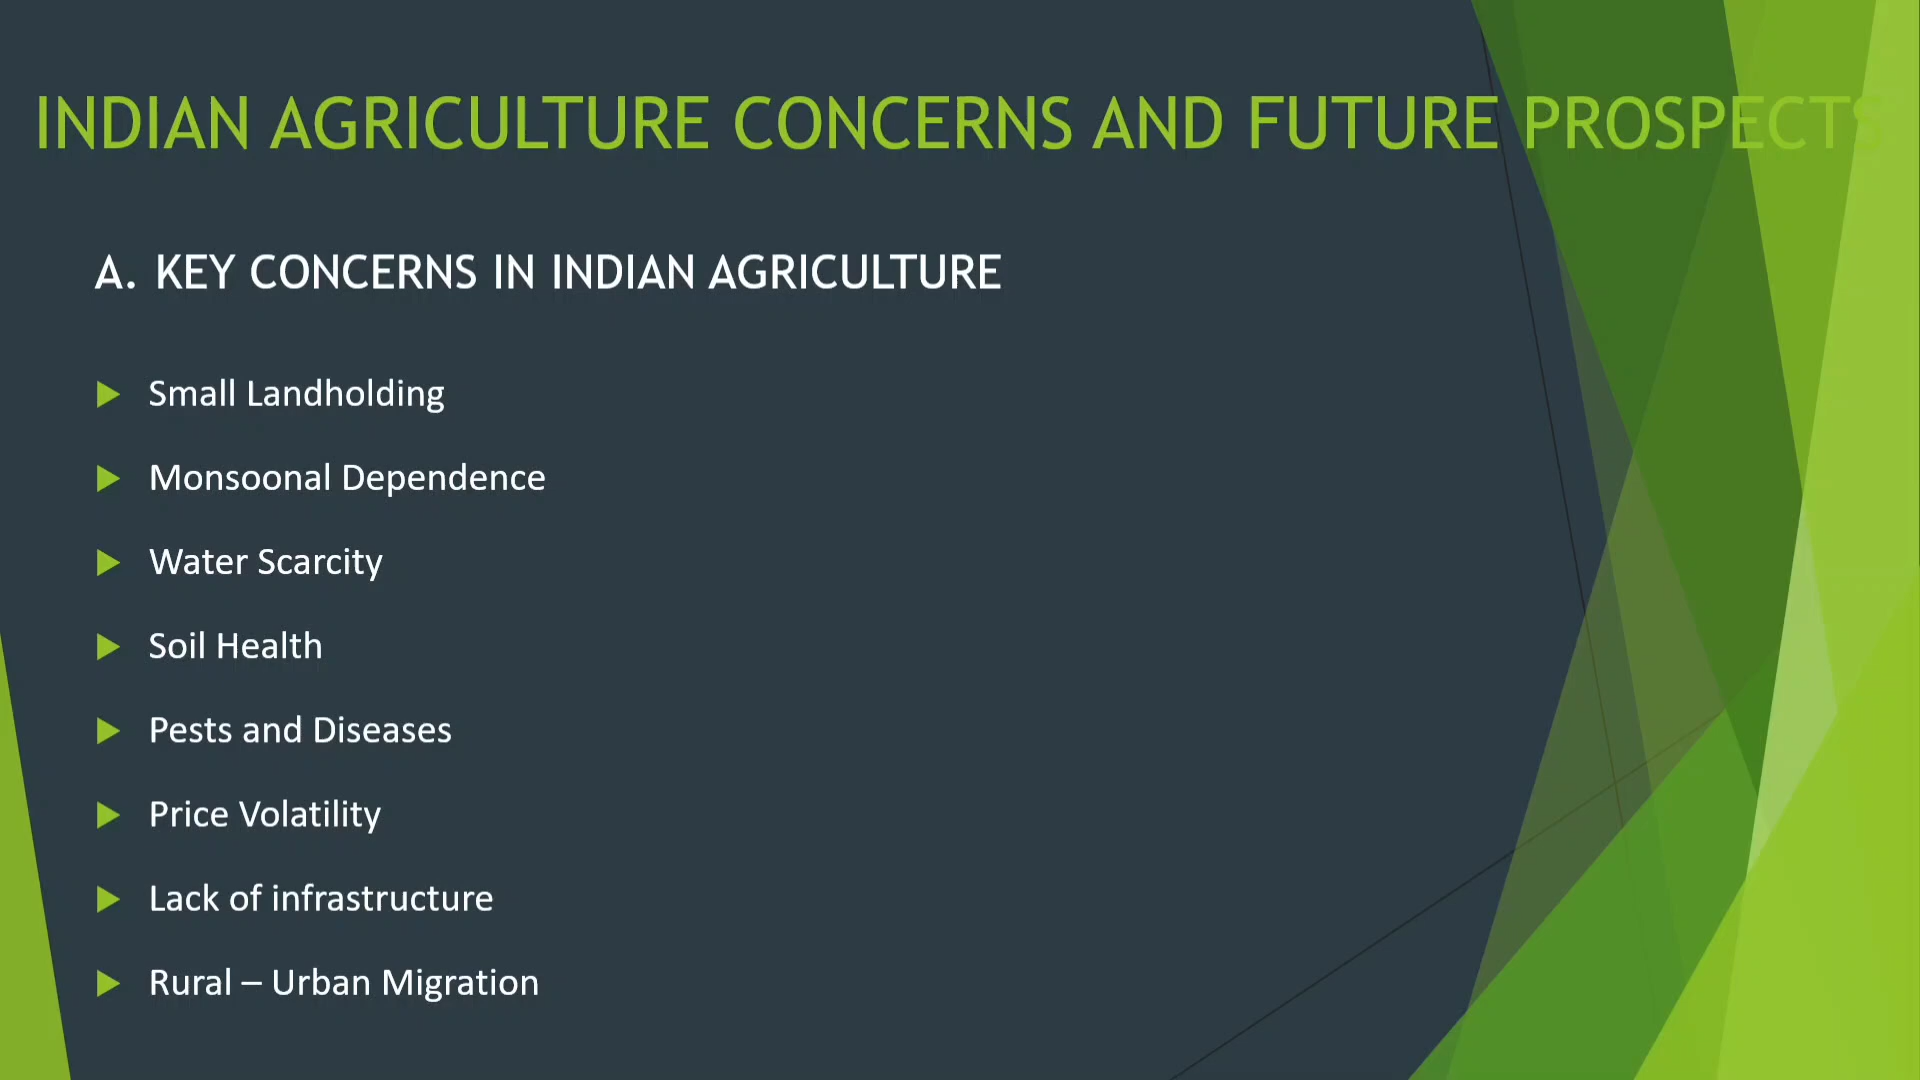 INDIAN AGRICULTURE CONCERNS AND FUTURE PROSPECTS
A. KEY CONCERNS IN INDIAN AGRICULTURE
Small Landholding
Monsoonal Dependence
Water Scarcity
Soil Health
Pests and Diseases
Price Volatility
Lack of infrastructure
Rural – Urban Migration